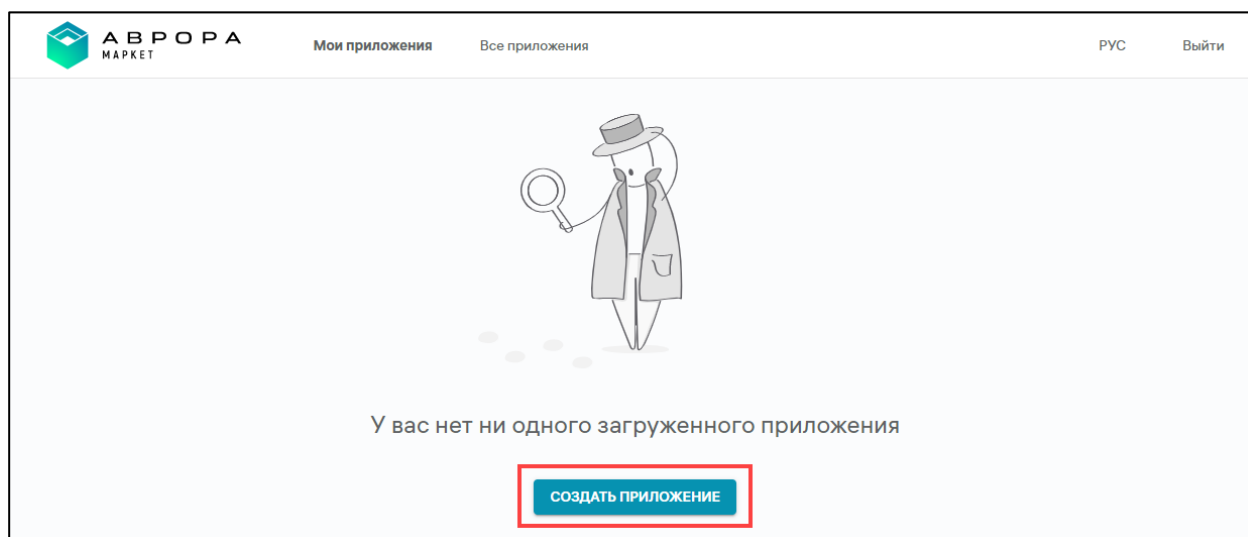 АВРОРА
МАРКЕТ
Мои приложения
Все приложения
РУС
Выйти
У вас нет ни одного загруженного приложения
СОЗДАТЬ ПРИЛОЖЕНИЕ